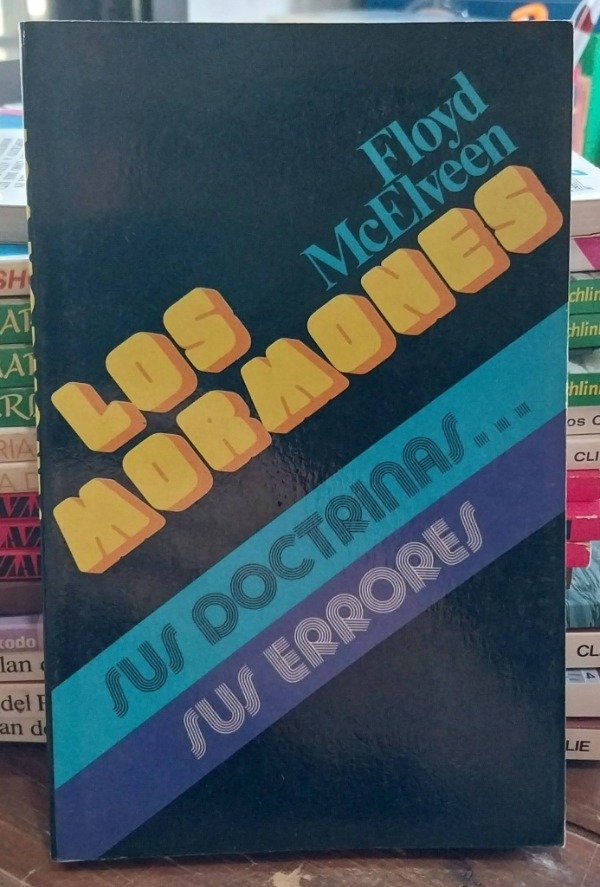 Floyd
McElveen
LOS
MORMONES
SUS DOCTRINAS...
SUS ERRORES